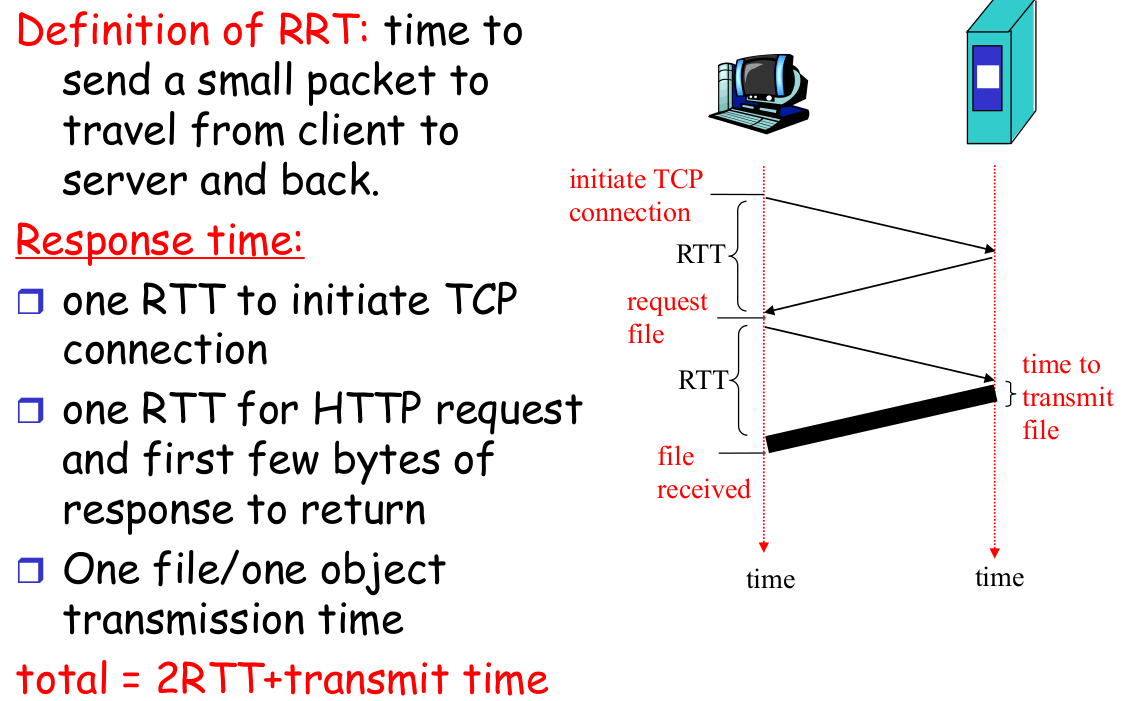 Definition of RRT: time to
send a small packet to
travel from client to
server and back.
Response time:
one RTT to initiate TCP
connection
one RTT for HTTP request
and first few bytes of
response to return
One file/one object
transmission time
total = 2RTT+transmit time
initiate TCP
connection
RTT
request
file
RTT
time to
transmit
file
file
received
time
time